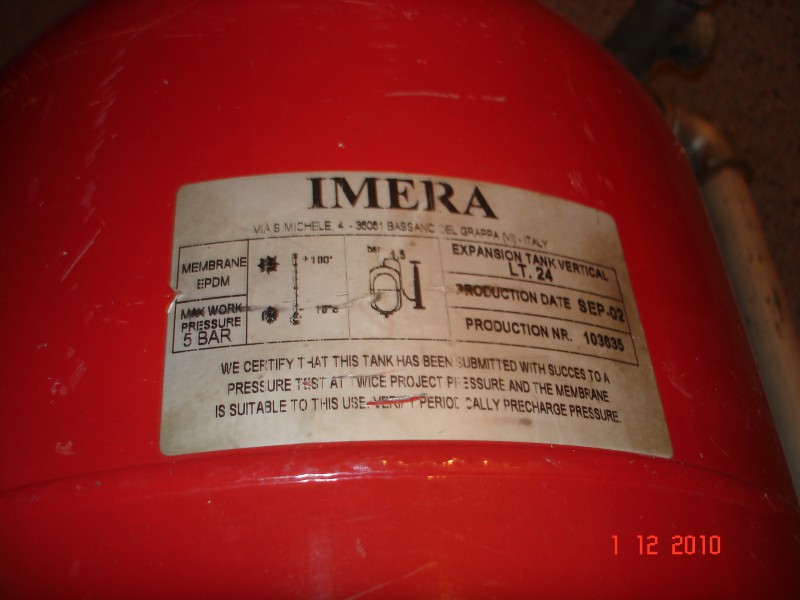 IMERA
VIA S. MICHELE, 4 - 36061 BASSANO DEL GRAPPA (VI) - ITALY
MEMBRANE
EPDM
MAX WORK
PRESSURE
5 BAR
+100°
10°C
bar 1,5
EXPANSION TANK VERTICAL
LT. 24
PRODUCTION DATE SEP-02
PRODUCTION NR. 103635
WE CERTIFY THAT THIS TANK HAS BEEN SUBMITTED WITH SUCCES TO A
PRESSURE TEST AT TWICE PROJECT PRESSURE AND THE MEMBRANE
IS SUITABLE TO THIS USE. VERIFY PERIODICALLY PRECHARGE PRESSURE.
1 12 2010